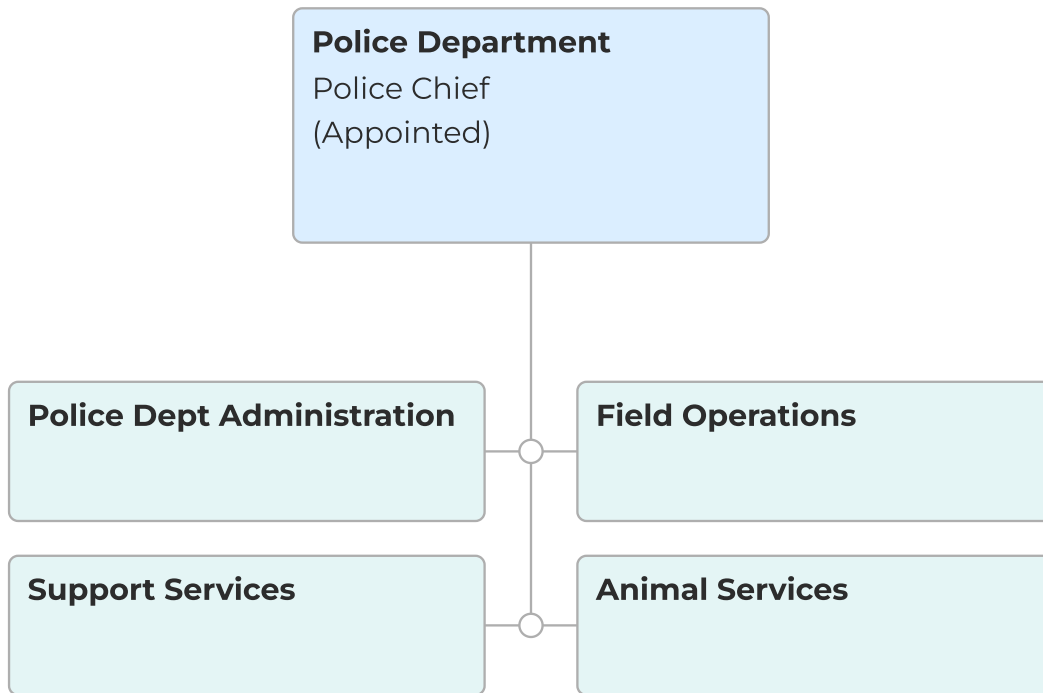 Police Department
Police Chief
(Appointed)
Police Dept Administration
Field Operations
Support Services
Animal Services